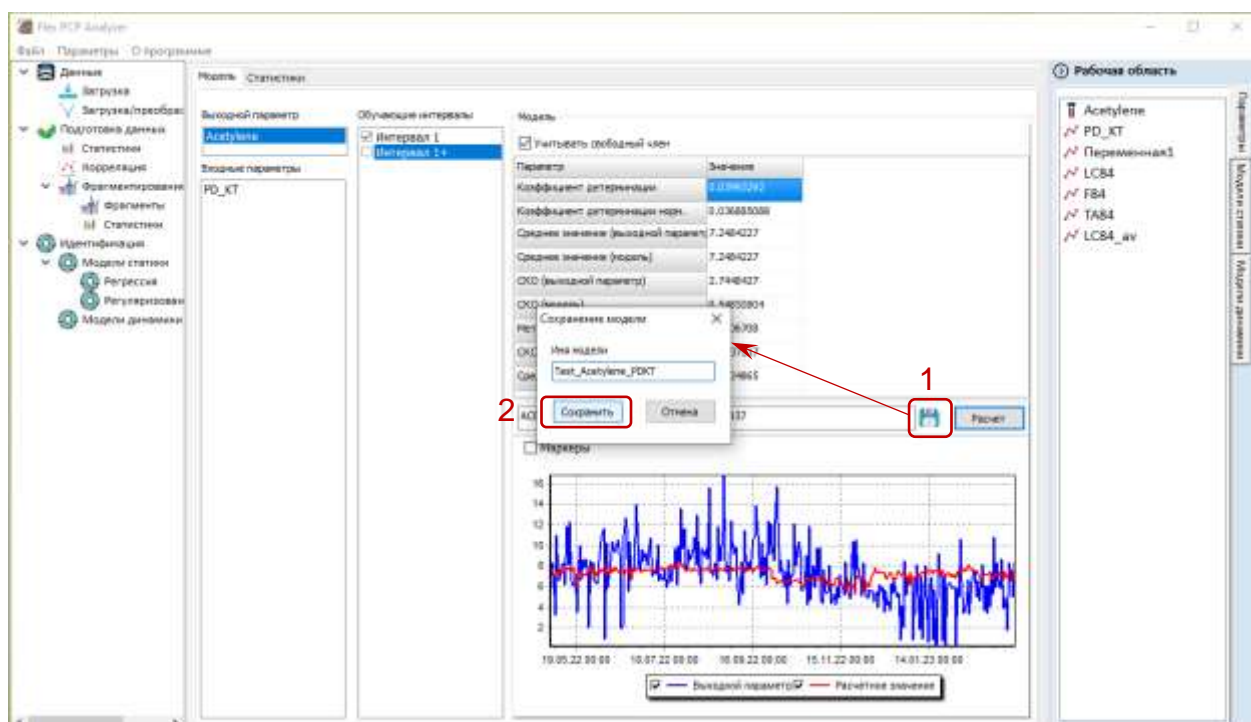 Flex PCP Analyzer
Файл Параметры О программе
Данные
Загрузка
Загрузка/преобра
Подготовка данных
Статистики
Корреляция
Фрагментирование
Фрагменты
Статистики
Идентификация
Модели статики
Регрессия
Регуляризован
Модели динамики
Модель Статистики
Выходной параметр
Acetylene
Входные параметры
PD_KT
Обучающие интервалы
Интервал 1
Интервал 1+
Модель
Учитывать свободный член
Параметр Значение
Коэффициент детерминации
Коэффициент детерминации норм. 0.036885088
Среднее значение (выходной парамет 7.2484227
Среднее значение (модель) 7.2484227
СКО (выходной параметр) 2.7448427
СКО (модель)
Сохранение модели
Имя модели
Test_Acetylene_PDKT
2
Сохранить Отмена
1
Расчет
Маркеры
16
14
12
10
8
6
4
2
19.05.22 00:00 18.07.22 00:00 16.09.22 00:00 15.11.22 00:00 14.01.23 00:00
Выходной параметр Расчетное значение
Рабочая область
Acetylene
PD_KT
Переменная1
LC84
F84
TA84
LC84_av
Параметры
Модели статики
Модели динамики